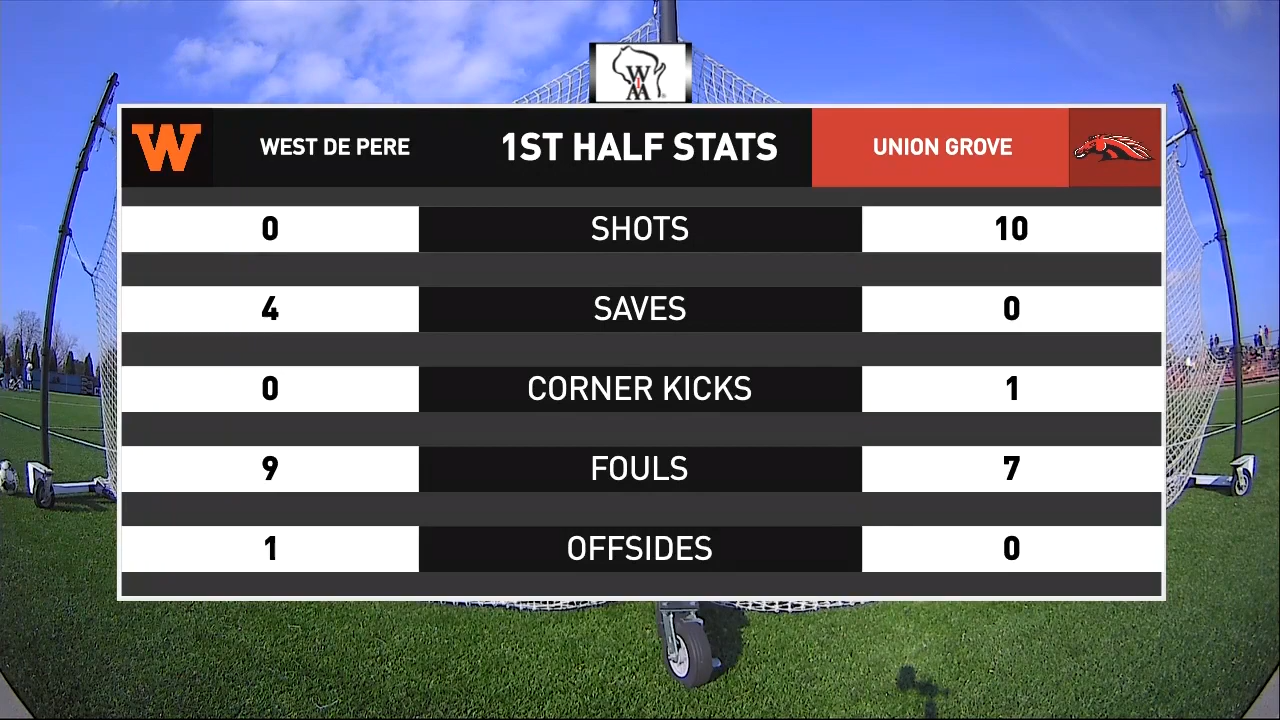 WIAA
W WEST DE PERE 1ST HALF STATS UNION GROVE
0 SHOTS 10
4 SAVES 0
0 CORNER KICKS 1
9 FOULS 7
1 OFFSIDES 0